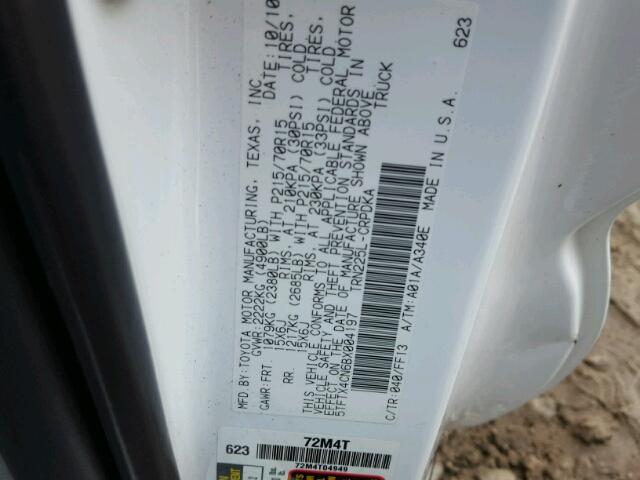 MFD.BY:TOYOTA MOTOR MANUFACTURING, TEXAS, INC. DATE:10/10
GVWR:2222KG (4900LB)
GAWR:FRT 1079KG (2380LB) WITH P215/70R15 TIRES,
15X6J RIMS, AT 210KPA (30PSI) COLD
RR. 1217KG (2685LB) WITH P215/70R15 TIRES,
15X6J RIMS, AT 230KPA (33PSI) COLD
THIS VEHICLE CONFORMS TO ALL APPLICABLE FEDERAL MOTOR
VEHICLE SAFETY AND THEFT PREVENTION STANDARDS IN
EFFECT ON THE DATE OF MANUFACTURE SHOWN ABOVE.
5TFTX4CN6BX004197 TRN225L-CRPDKA TRUCK
C/TR:040/FF13 A/TM:A01A/A340E MADE IN U.S.A. 623
72M4T
623
72M4T04949